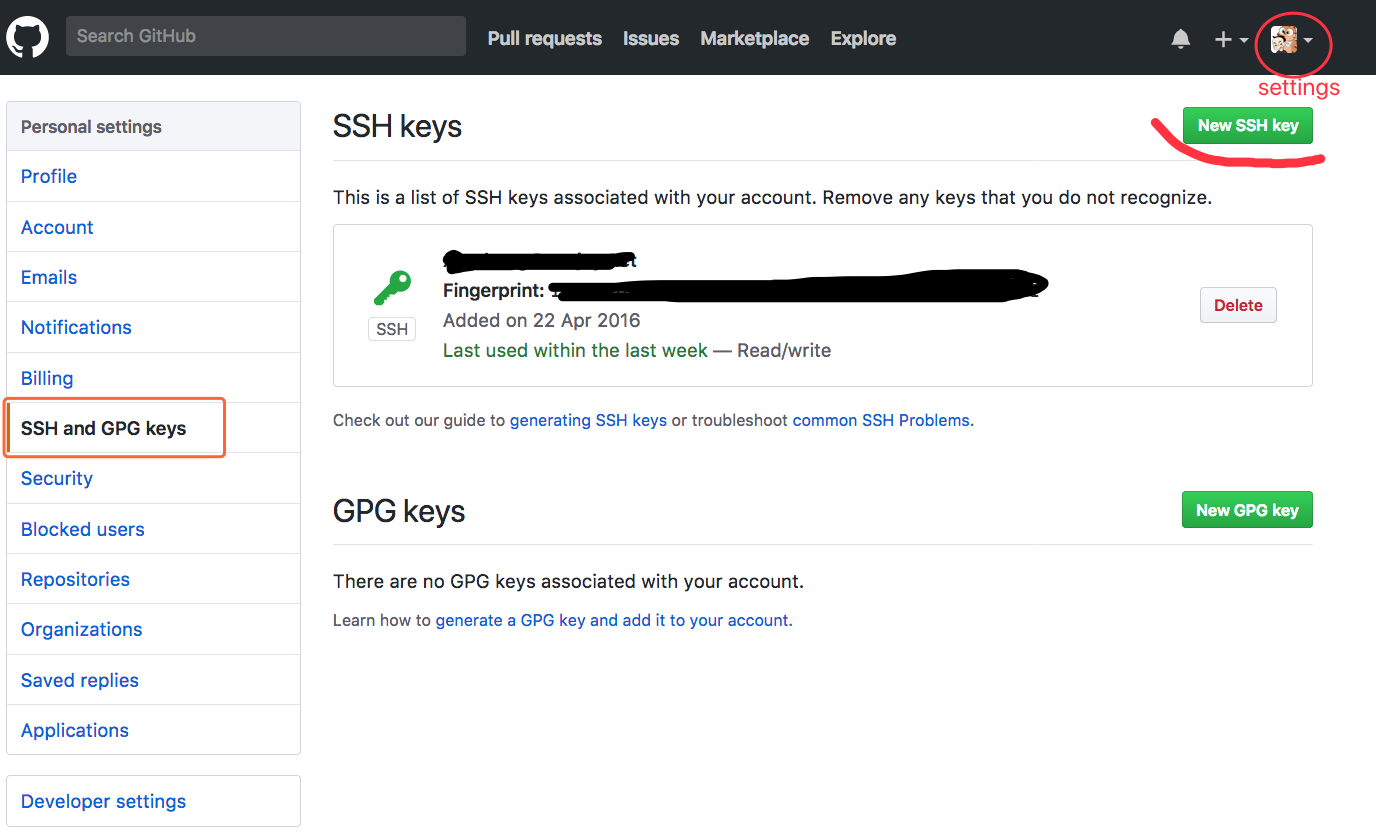 Search GitHub
Pull requests
Issues
Marketplace
Explore
settings
Personal settings
Profile
Account
Emails
Notifications
Billing
SSH and GPG keys
Security
Blocked users
Repositories
Organizations
Saved replies
Applications
Developer settings
SSH keys
New SSH key
This is a list of SSH keys associated with your account. Remove any keys that you do not recognize.
Fingerprint:
SSH
Added on 22 Apr 2016
Last used within the last week — Read/write
Delete
Check out our guide to generating SSH keys or troubleshoot common SSH Problems.
GPG keys
New GPG key
There are no GPG keys associated with your account.
Learn how to generate a GPG key and add it to your account.